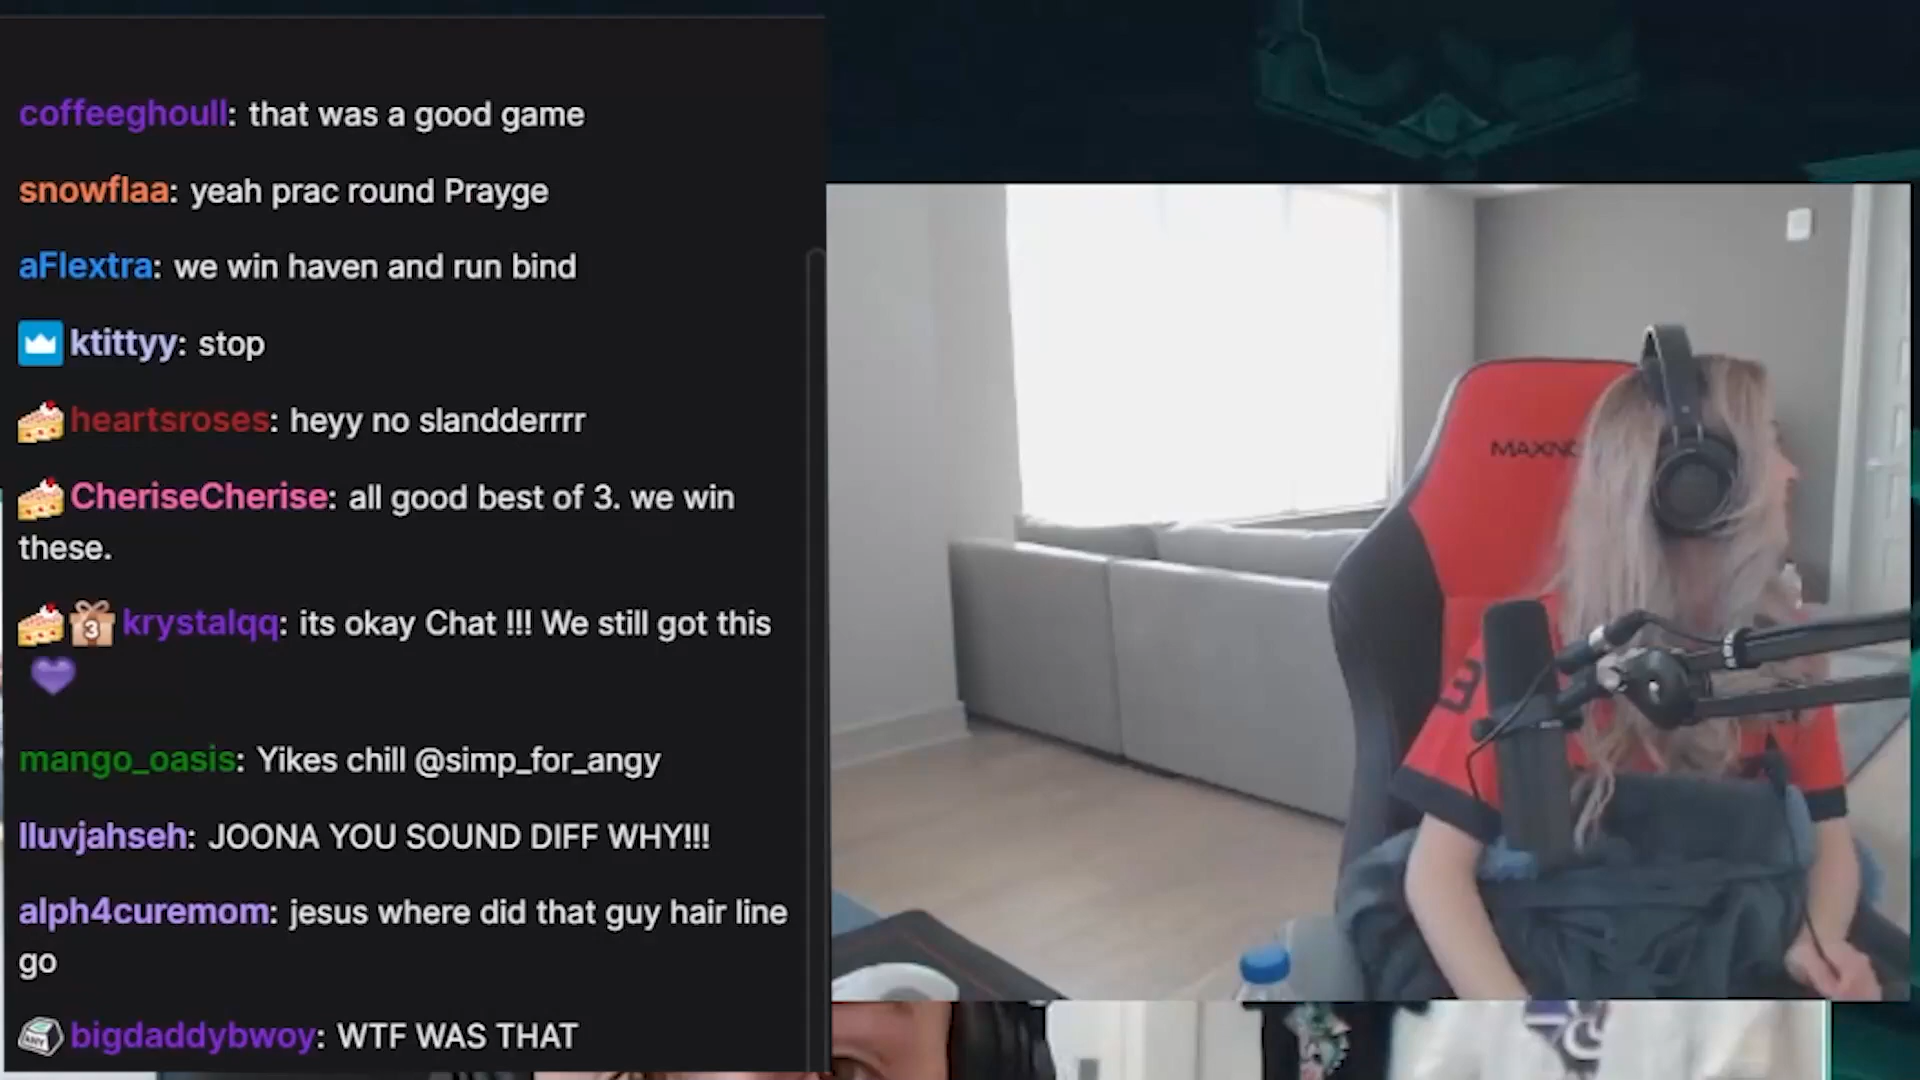 coffeeghoull: that was a good game
snowflaa: yeah prac round Prayge
aFlextra: we win haven and run bind
ktittyy: stop
heartsroses: heyy no slandderrrr
CheriseCherise: all good best of 3. we win
these.
3 krystalqq: its okay Chat !!! We still got this
mango_oasis: Yikes chill @simp_for_angy
lluvjahseh: JOONA YOU SOUND DIFF WHY!!!
alph4curemom: jesus where did that guy hair line
go
ANY bigdaddybwoy: WTF WAS THAT
3